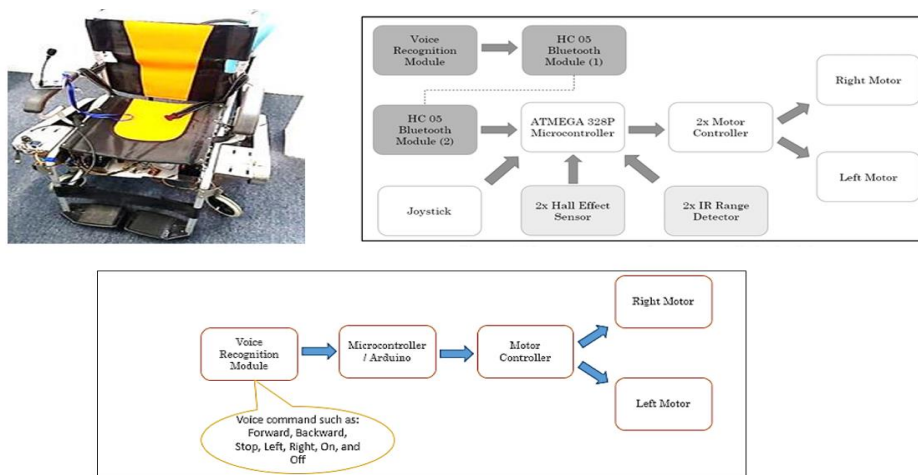 Voice
Recognition
Module
HC 05
Bluetooth
Module (1)
Right Motor
HC 05
Bluetooth
Module (2)
ATMEGA 328P
Microcontroller
2x Motor
Controller
Left Motor
Joystick
2x Hall Effect
Sensor
2x IR Range
Detector
Right Motor
Voice
Recognition
Module
Microcontroller
/ Arduino
Motor
Controller
Left Motor
Voice command such as:
Forward, Backward,
Stop, Left, Right, On, and
Off